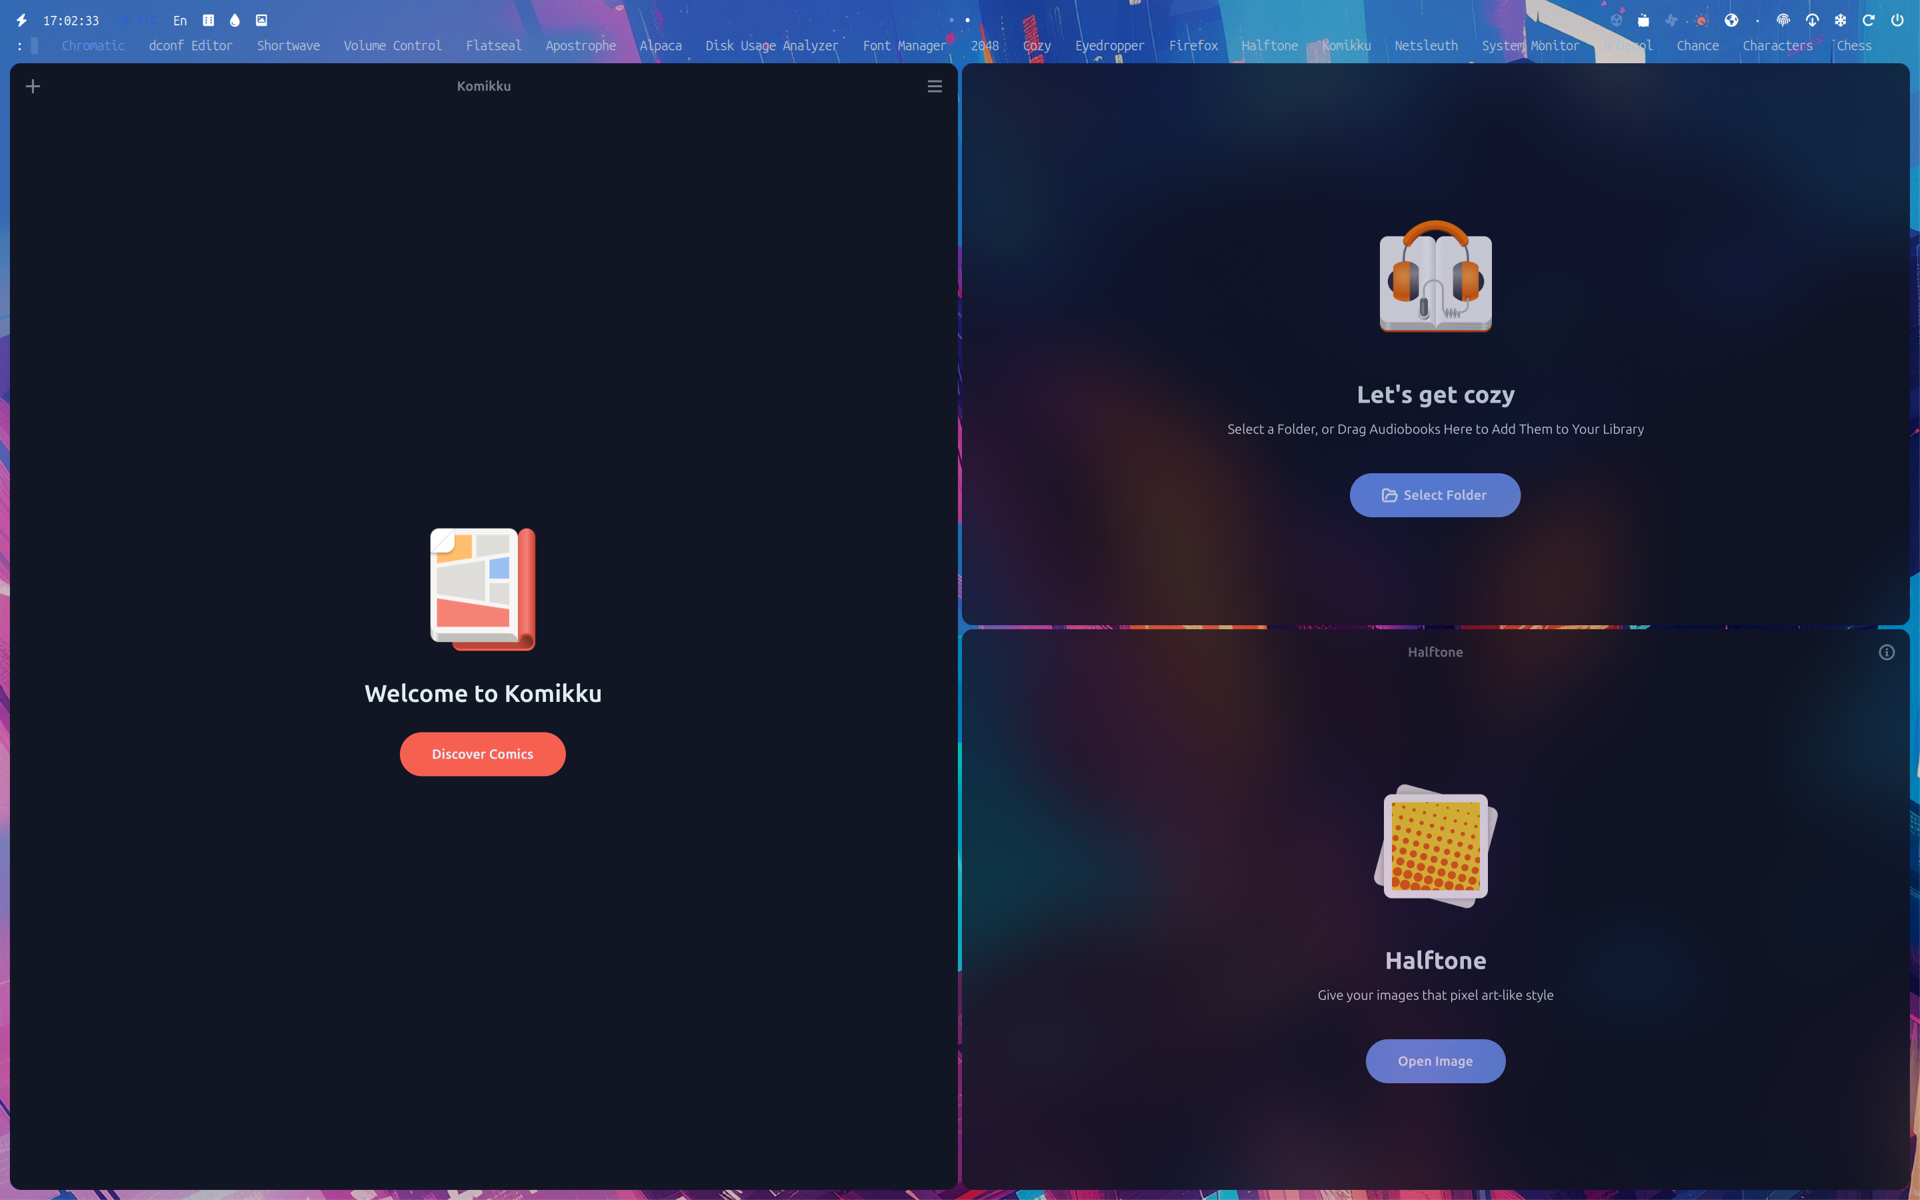 17:02:33 En
: Chromatic dconf Editor Shortwave Volume Control Flatseal Apostrophe Alpaca Disk Usage Analyzer Font Manager 2048 Cozy Eyedropper Firefox Halftone Komikku Netsleuth System Monitor Chance Characters Chess
Komikku
Welcome to Komikku
Discover Comics
Let's get cozy
Select a Folder, or Drag Audiobooks Here to Add Them to Your Library
Select Folder
Halftone
Halftone
Give your images that pixel art-like style
Open Image